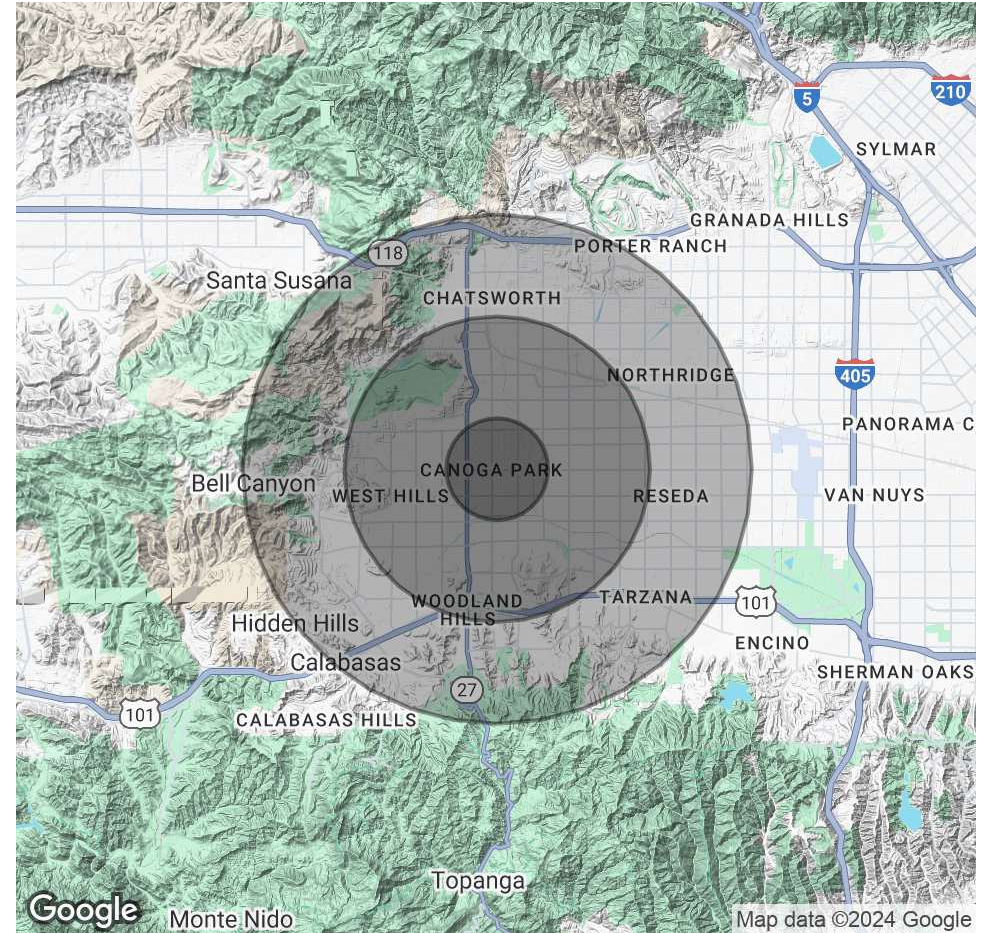 5
210
SYLMAR
GRANADA HILLS
PORTER RANCH
118
Santa Susana
CHATSWORTH
NORTHRIDGE
405
PANORAMA C
CANOGA PARK
Bell Canyon
WEST HILLS
RESEDA
VAN NUYS
WOODLAND
HILLS
TARZANA
101
Hidden Hills
ENCINO
Calabasas
SHERMAN OAKS
27
101
CALABASAS HILLS
Topanga
Google
Monte Nido
Map data ©2024 Google